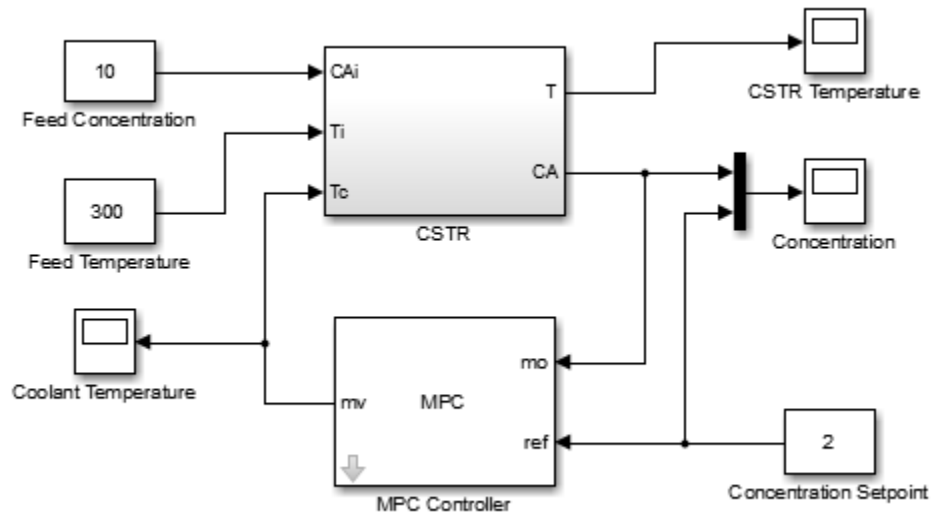 10
Feed Concentration
300
Feed Temperature
CAi
Ti
Tc
T
CA
CSTR
CSTR Temperature
Concentration
Coolant Temperature
mv
MPC
mo
ref
MPC Controller
2
Concentration Setpoint